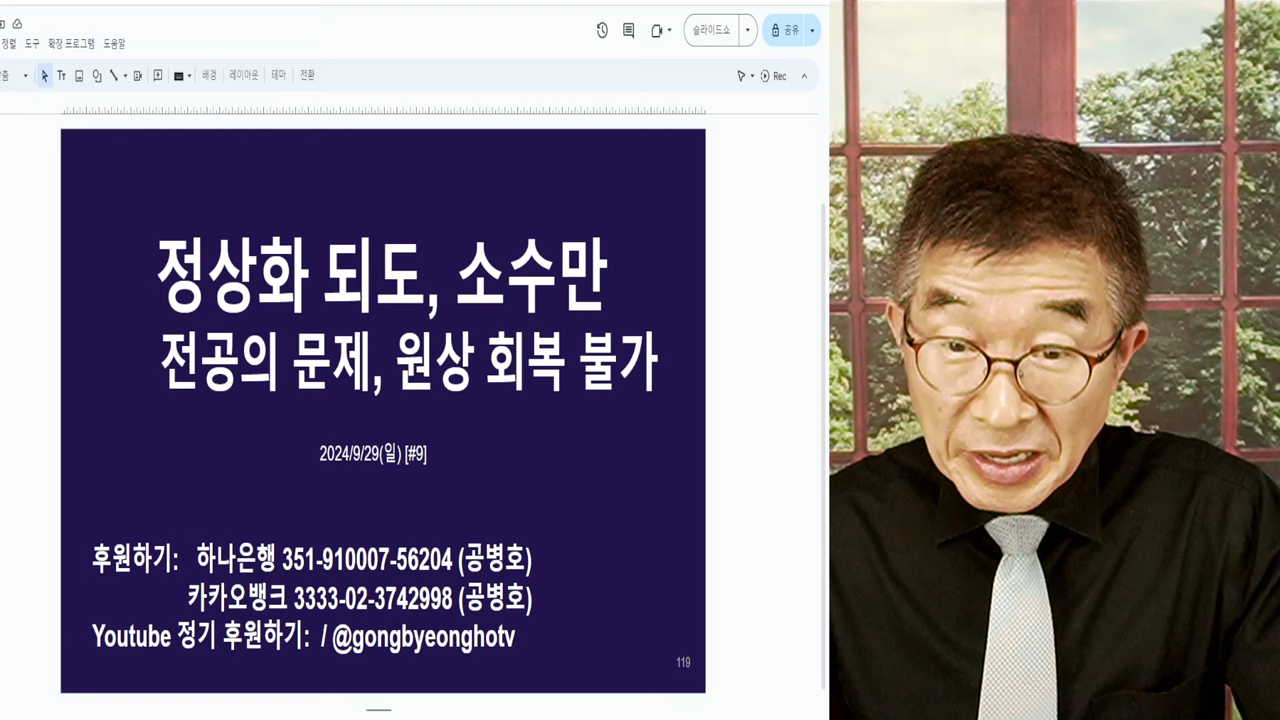 정렬 도구 확장 프로그램 도움말
슬라이드쇼
공유
배경 레이아웃 테마 전환
Rec
정상화 되도, 소수만
전공의 문제, 원상 회복 불가
2024/9/29(일) [#9]
후원하기: 하나은행 351-910007-56204 (공병호)
카카오뱅크 3333-02-3742998 (공병호)
Youtube 정기 후원하기: / @gongbyeonghotv
119